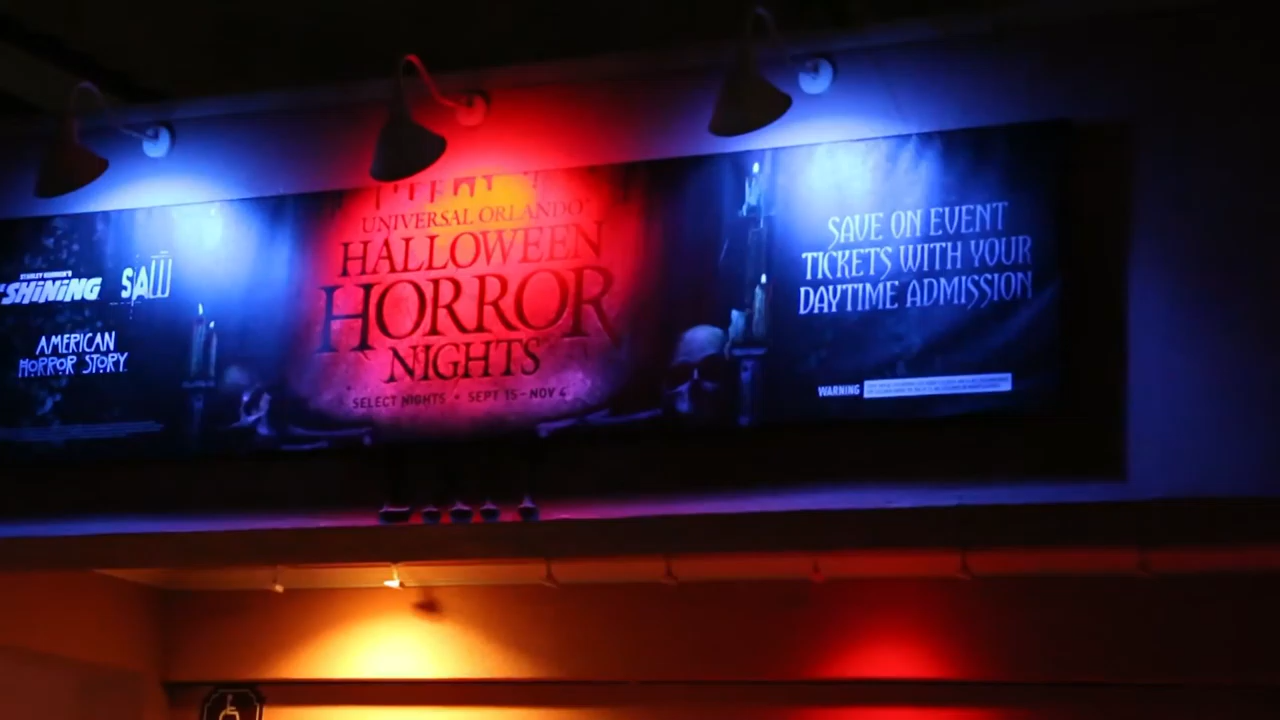 STANLEY KUBRICK'S
SHINING
SAW
AMERICAN
HORROR STORY
UNIVERSAL ORLANDO
HALLOWEEN
HORROR
NIGHTS
SELECT NIGHTS • SEPT 15–NOV 4
SAVE ON EVENT
TICKETS WITH YOUR
DAYTIME ADMISSION
WARNING